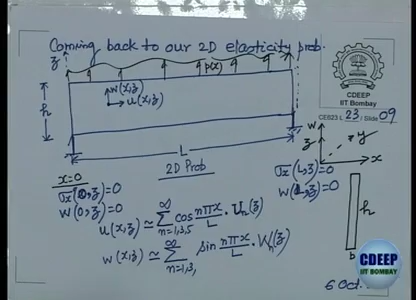 Coming back to our 2D elasticity prob.
z
p(x)
w(x,z)
u(x,z)
h
L
2D Prob
CDEEP
IIT Bombay
CE 623 L 23 / Slide 09
w
z
y
x
x=0
σx(0,z)=0
w(0,z)=0
σx(L,z)=0
w(L,z)=0
u(x,z) ≃ ∑ n=1,3,5 ∞ cos nπx/L · Un(z)
w(x,z) ≃ ∑ n=1,3, ∞ sin nπx/L · Wn(z)
h
b
CDEEP
IIT BOMBAY
6 Oct